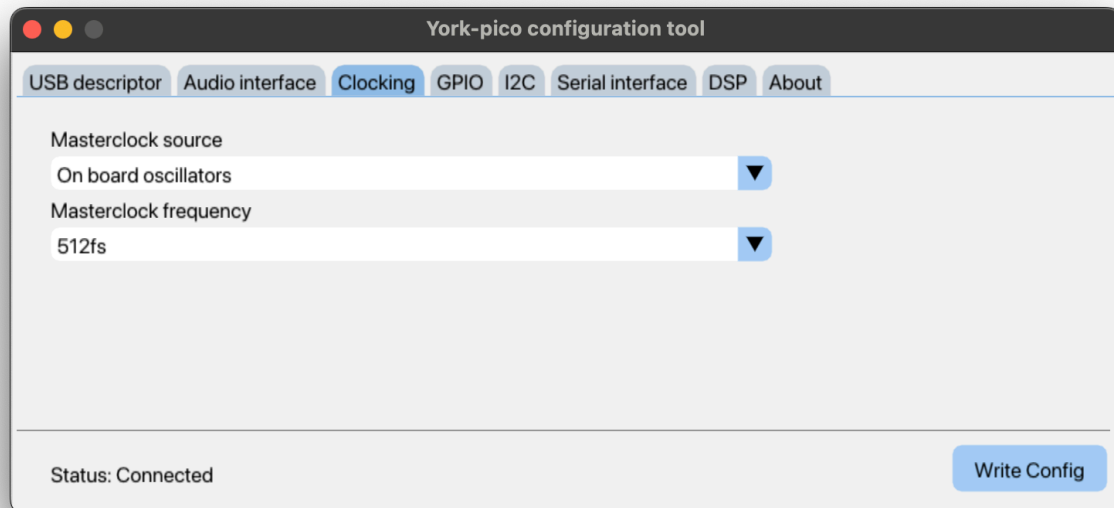 York-pico configuration tool
USB descriptor Audio interface Clocking GPIO I2C Serial interface DSP About
Masterclock source
On board oscillators
Masterclock frequency
512fs
Status: Connected
Write Config